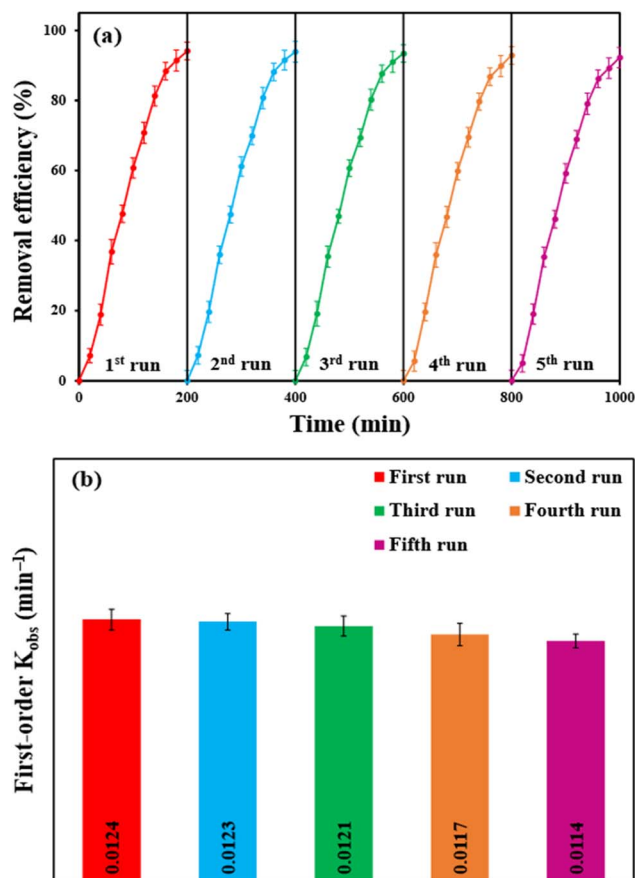 (a)
Removal efficiency (%)
100
80
60
40
20
0
1st run
2nd run
3rd run
4th run
5th run
0
200
400
600
800
1000
Time (min)
(b)
First run
Second run
Third run
Fourth run
Fifth run
First-order Kobs (min⁻¹)
0.0124
0.0123
0.0121
0.0117
0.0114